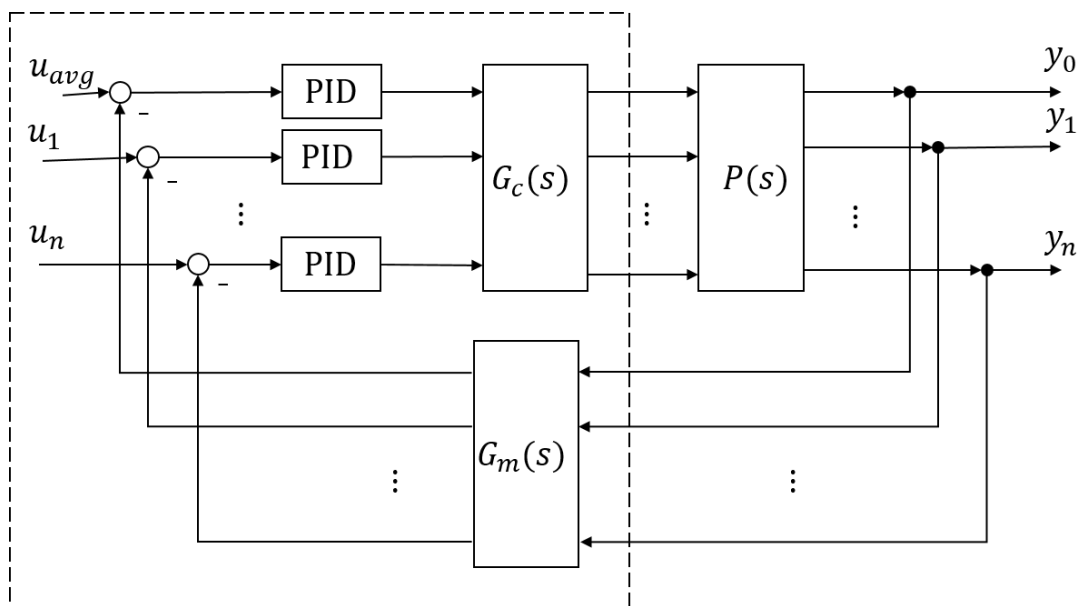 u_avg PID y_0
u_1 PID y_1
G_c(s) P(s)
⋮ ⋮ ⋮
u_n PID y_n
− − −
G_m(s)
⋮ ⋮